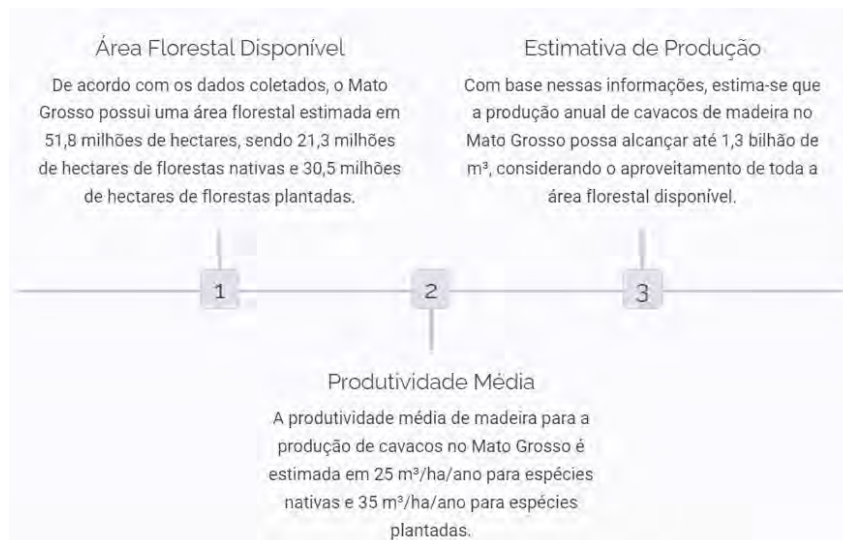 Área Florestal Disponível
De acordo com os dados coletados, o Mato
Grosso possui uma área florestal estimada em
51,8 milhões de hectares, sendo 21,3 milhões
de hectares de florestas nativas e 30,5 milhões
de hectares de florestas plantadas.
Estimativa de Produção
Com base nessas informações, estima-se que
a produção anual de cavacos de madeira no
Mato Grosso possa alcançar até 1,3 bilhão de
m³, considerando o aproveitamento de toda a
área florestal disponível.
1
2
3
Produtividade Média
A produtividade média de madeira para a
produção de cavacos no Mato Grosso é
estimada em 25 m³/ha/ano para espécies
nativas e 35 m³/ha/ano para espécies
plantadas.